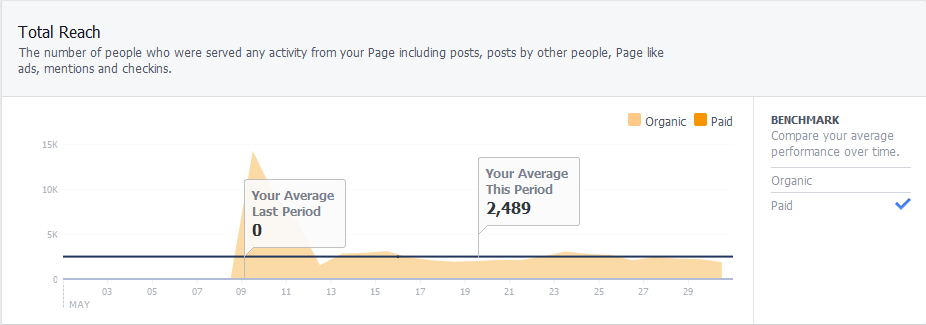 Total Reach
The number of people who were served any activity from your Page including posts, posts by other people, Page like
ads, mentions and checkins.
Organic Paid
BENCHMARK
Compare your average
performance over time.
Organic
Paid
15K
10K
5K
0
Your Average
Last Period
0
Your Average
This Period
2,489
03 05 07 09 11 13 15 17 19 21 23 25 27 29
MAY